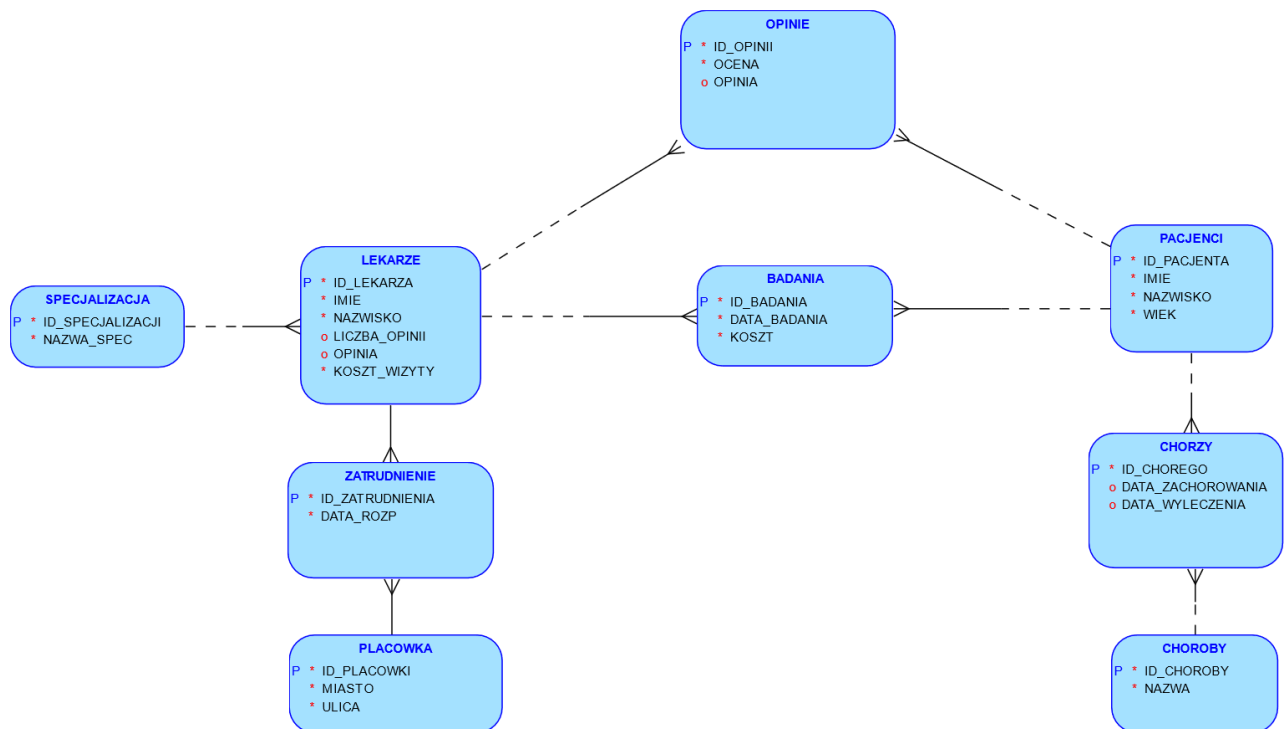 OPINIE
P * ID_OPINII
* OCENA
o OPINIA
LEKARZE
P * ID_LEKARZA
* IMIE
* NAZWISKO
o LICZBA_OPINII
o OPINIA
* KOSZT_WIZYTY
SPECJALIZACJA
P * ID_SPECJALIZACJI
* NAZWA_SPEC
BADANIA
P * ID_BADANIA
* DATA_BADANIA
* KOSZT
PACJENCI
P * ID_PACJENTA
* IMIE
* NAZWISKO
* WIEK
ZATRUDNIENIE
P * ID_ZATRUDNIENIA
* DATA_ROZP
CHORZY
P * ID_CHOREGO
o DATA_ZACHOROWANIA
o DATA_WYLECZENIA
PLACOWKA
P * ID_PLACOWKI
* MIASTO
* ULICA
CHOROBY
P * ID_CHOROBY
* NAZWA